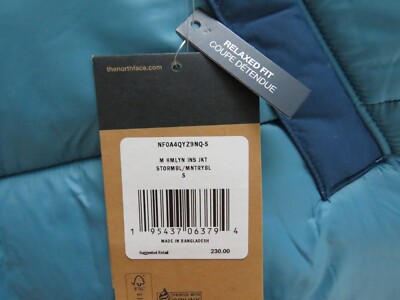 thenorthface.com
RELAXED FIT
COUPE DÉTENDUE
NF0A4QYZ9NQ-S
M HMLYN INS JKT
STORMBL/MNTRYBL
S
1 95437 06379 4
MADE IN BANGLADESH
Suggested Retail 230.00